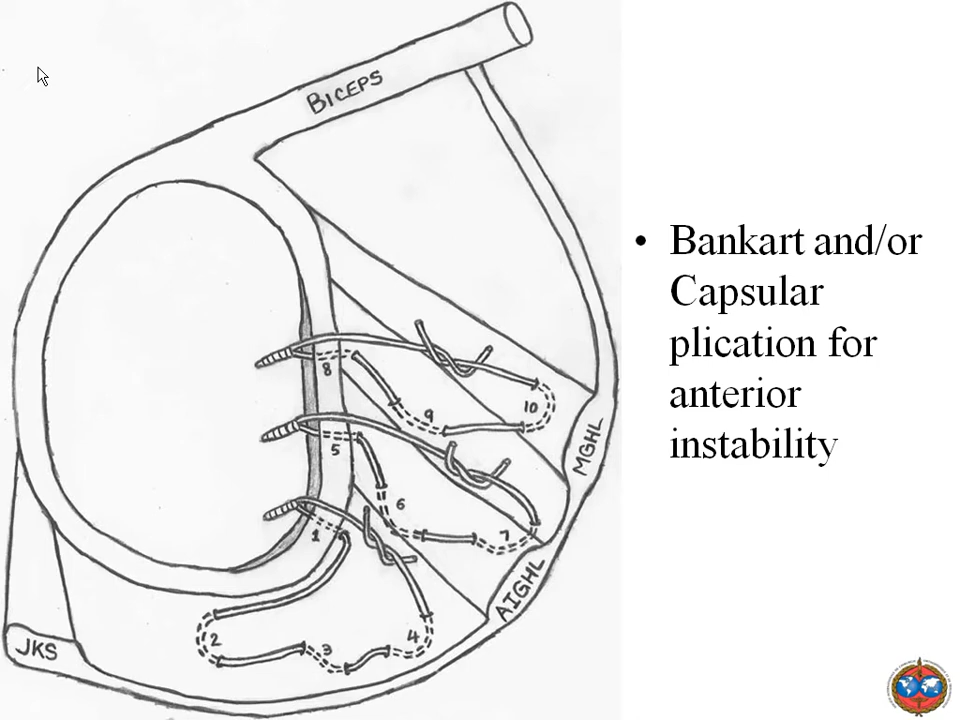 BICEPS
8
9
10
MGHL
5
6
7
AIGHL
1
2
3
4
JKS
• Bankart and/or
Capsular
plication for
anterior
instability